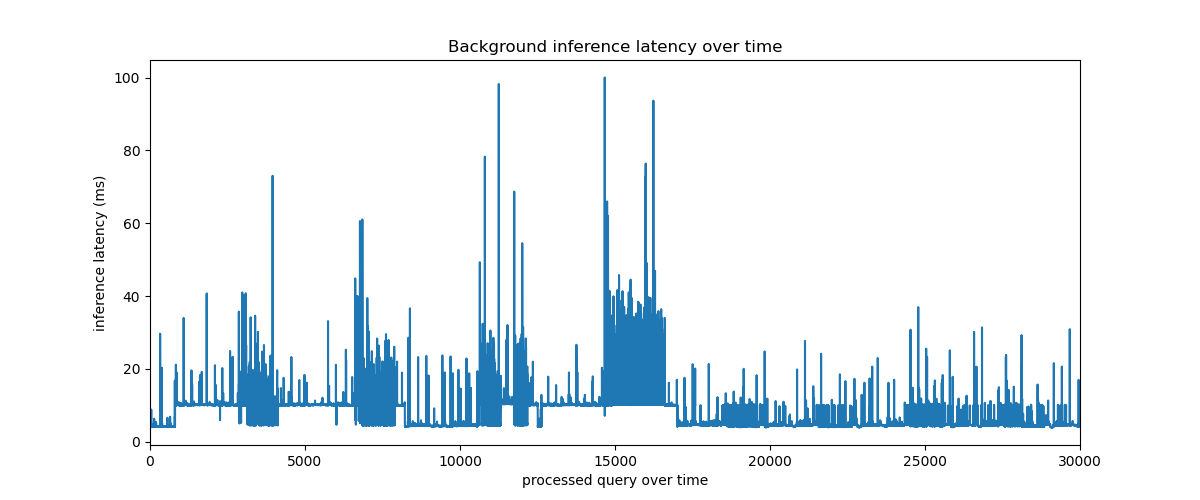 Background inference latency over time
inference latency (ms)
100
80
60
40
20
0
0 5000 10000 15000 20000 25000 30000
processed query over time